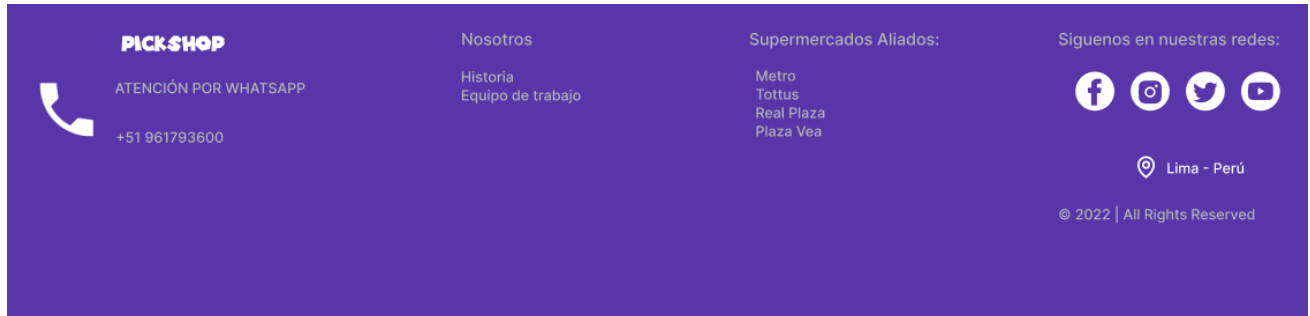 PICKSHOP
ATENCIÓN POR WHATSAPP
+51 961793600
Nosotros
Historia
Equipo de trabajo
Supermercados Aliados:
Metro
Tottus
Real Plaza
Plaza Vea
Siguenos en nuestras redes:
Lima - Perú
© 2022 | All Rights Reserved